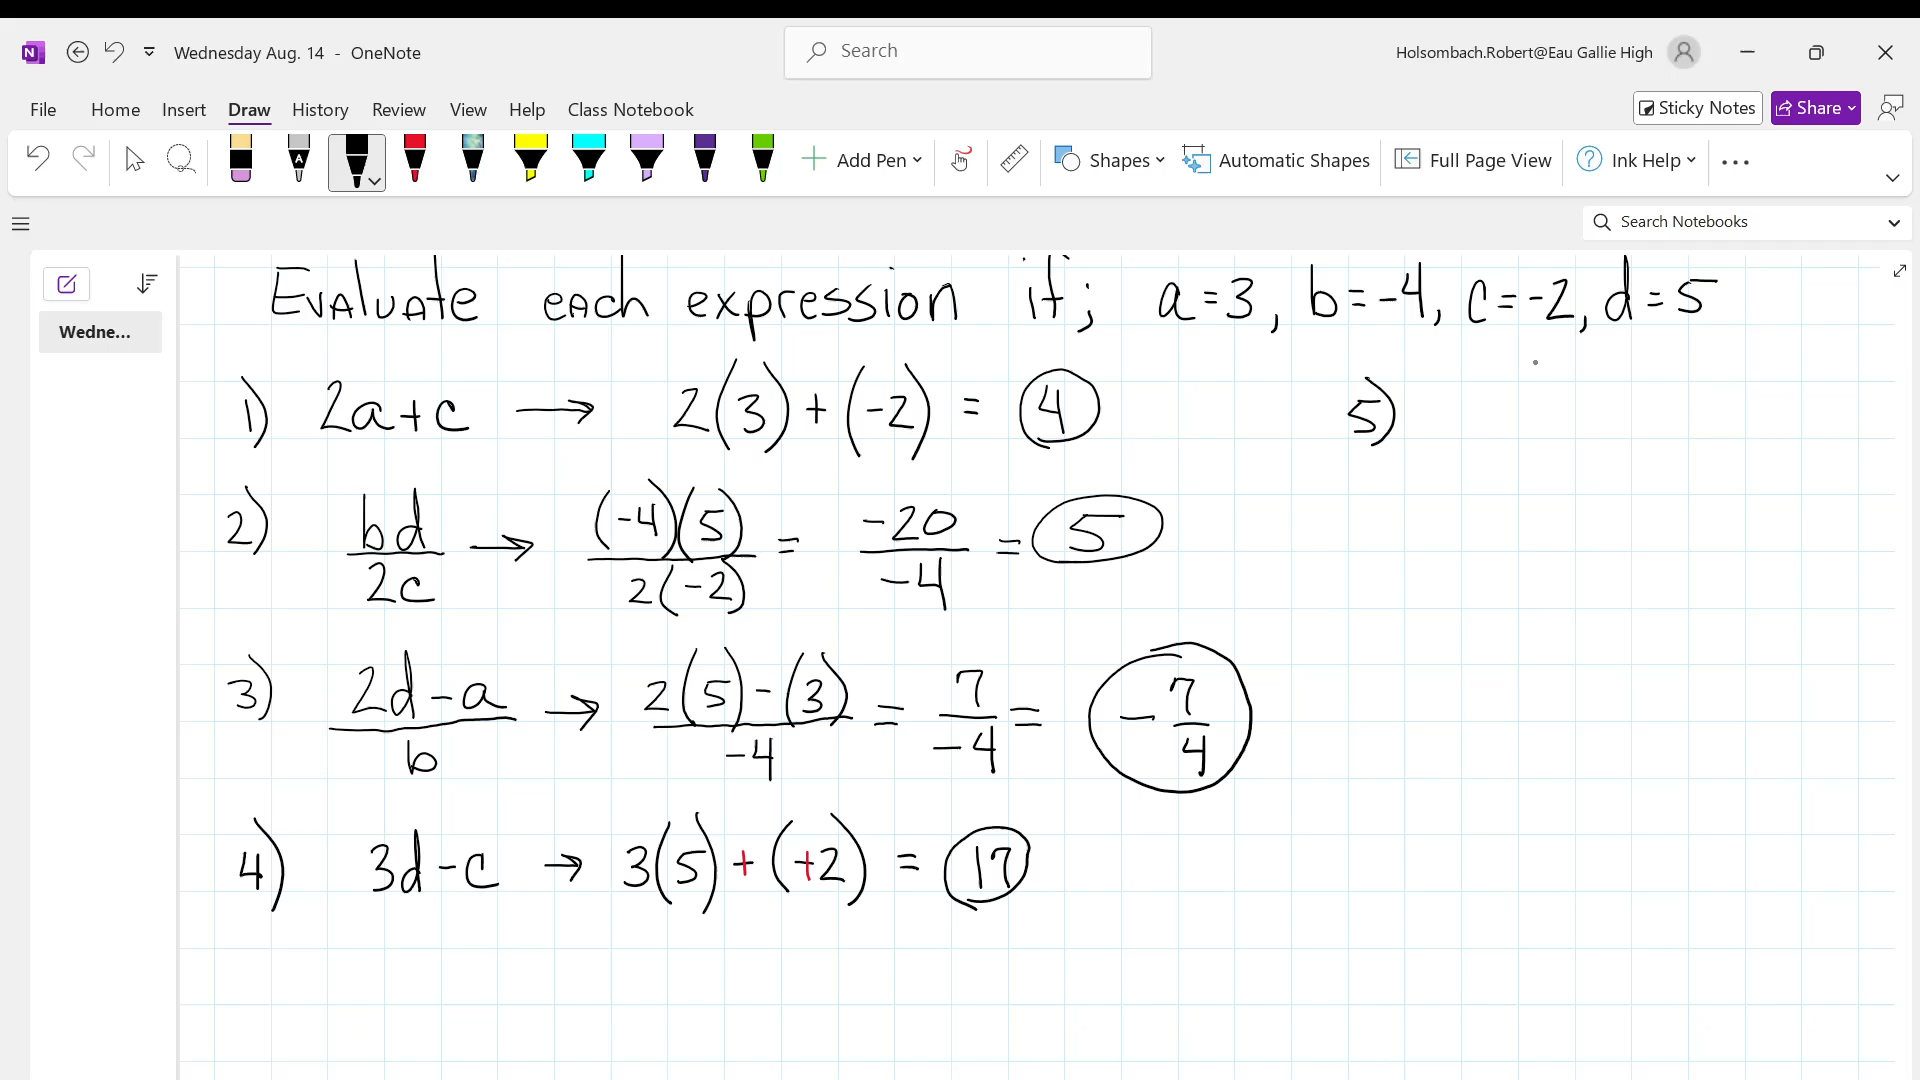 Wednesday Aug. 14 - OneNote
Search
Holsombach.Robert@Eau Gallie High
File Home Insert Draw History Review View Help Class Notebook
Sticky Notes Share
Add Pen Shapes Automatic Shapes Full Page View Ink Help
Search Notebooks
Wedne...
Evaluate each expression if; a=3, b=-4, c=-2, d=5
1) 2a+c → 2(3)+(-2) = 4
5)
2) bd/2c → (-4)(5)/2(-2) = -20/-4 = 5
3) 2d-a/b → 2(5)-(3)/-4 = 7/-4 = -7/4
4) 3d-c → 3(5)+(+2) = 17